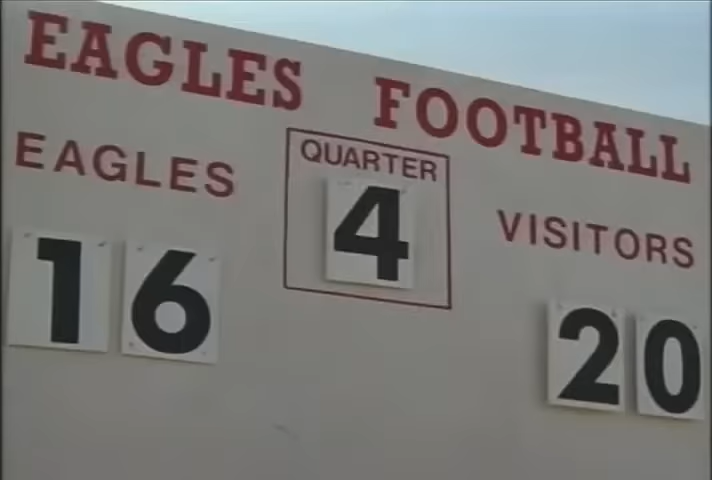 EAGLES FOOTBALL
EAGLES
QUARTER
VISITORS
16
4
20